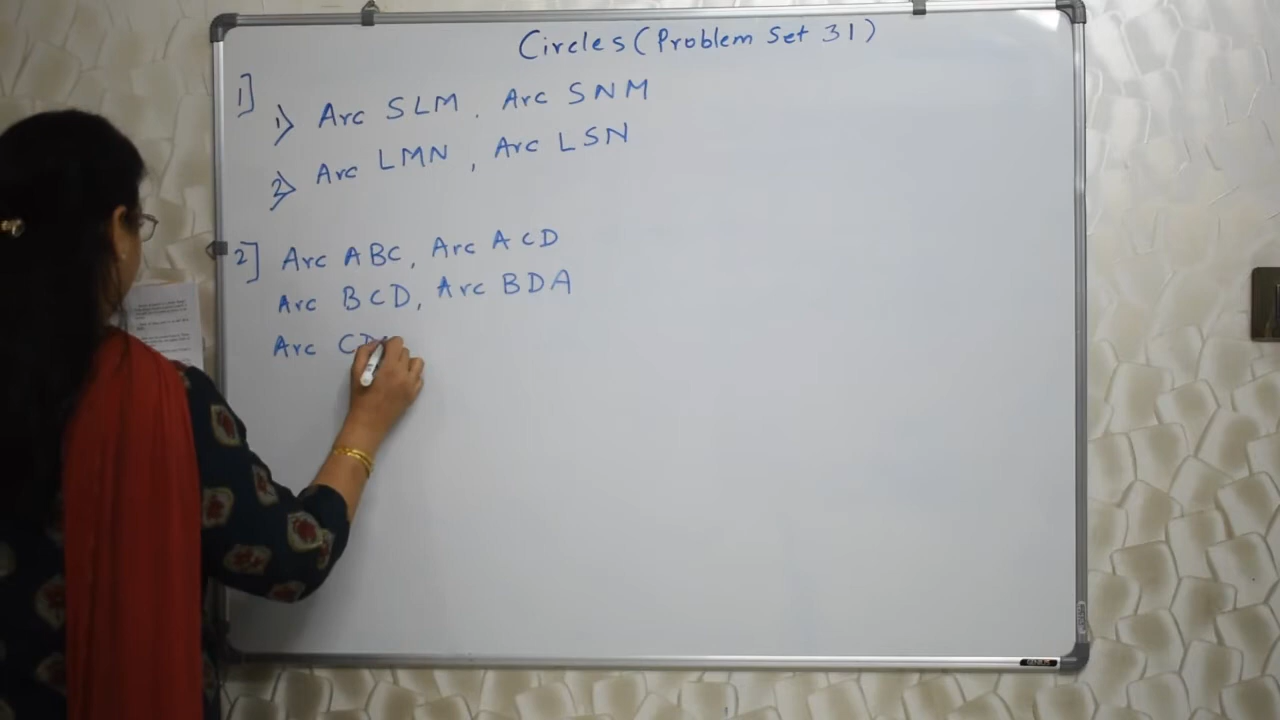 Circles (Problem Set 31)
1]
1) Arc SLM, Arc SNM
2) Arc LMN, Arc LSN
2] Arc ABC, Arc ACD
Arc BCD, Arc BDA
Arc